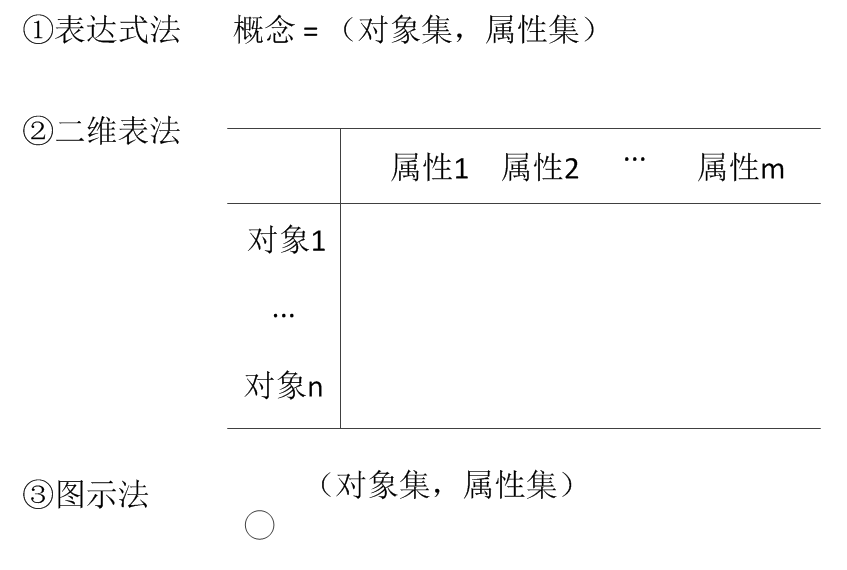 ①表达式法 概念 = （对象集，属性集）
②二维表法
属性1 属性2 … 属性m
对象1
…
对象n
③图示法 （对象集，属性集）